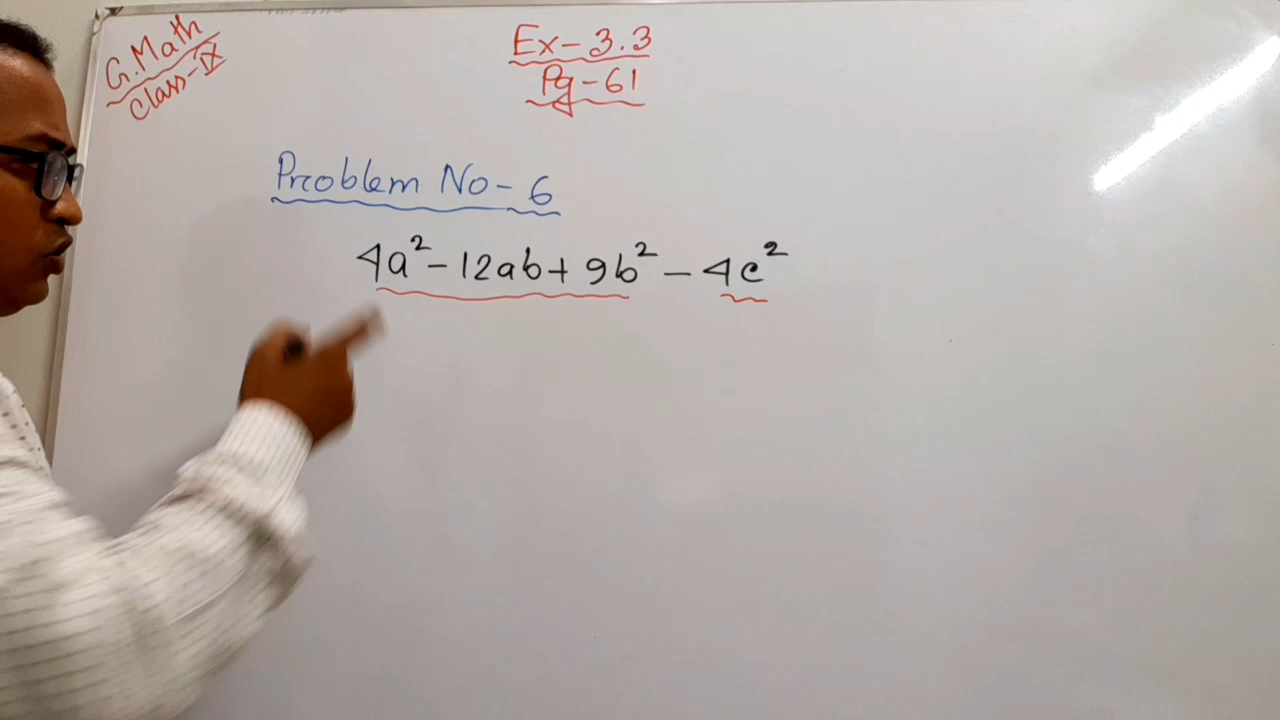 G.Math
Class-IX
Ex-3.3
Pg-61
Problem No-6
4a²-12ab+9b²-4c²